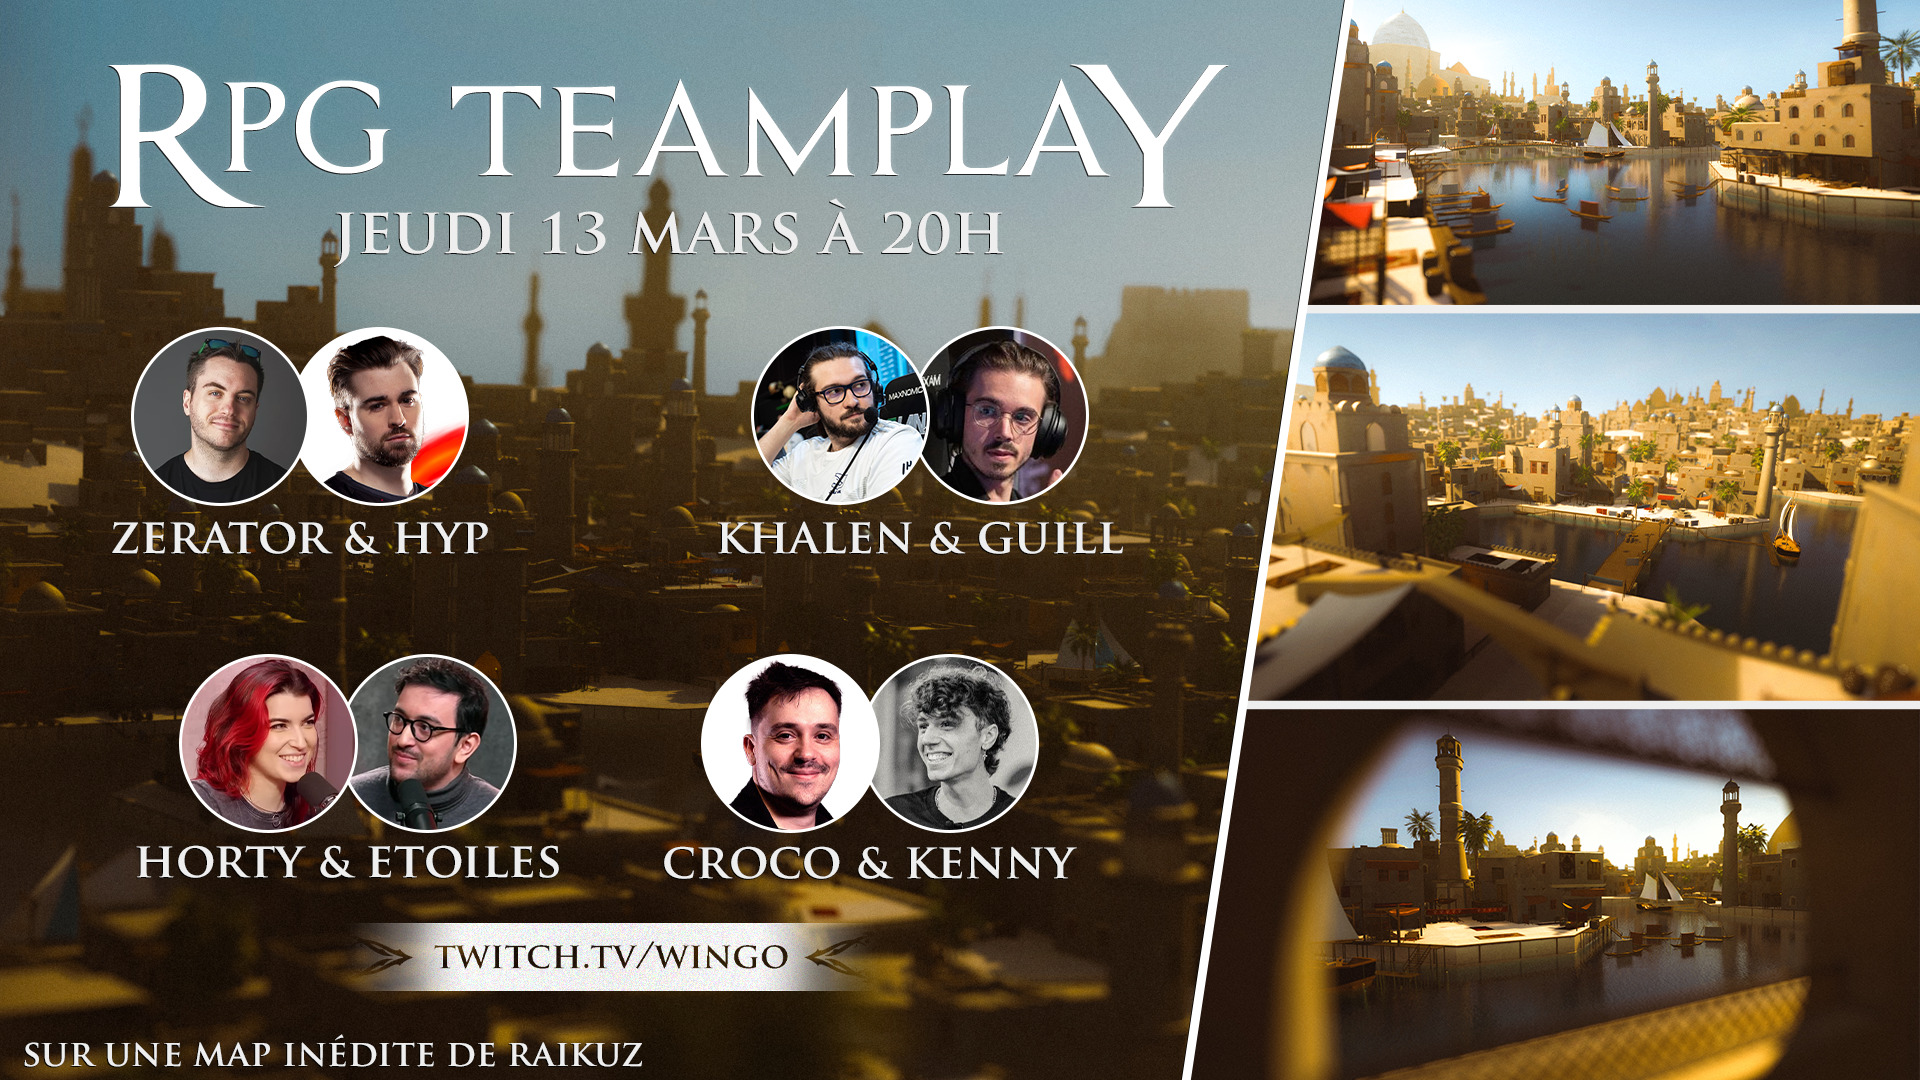 RPG TEAMPLAY
JEUDI 13 MARS À 20H
MAXNOMIC
ZERATOR & HYP
KHALEN & GUILL
HORTY & ETOILES
CROCO & KENNY
TWITCH.TV/WINGO
SUR UNE MAP INÉDITE DE RAIKUZ